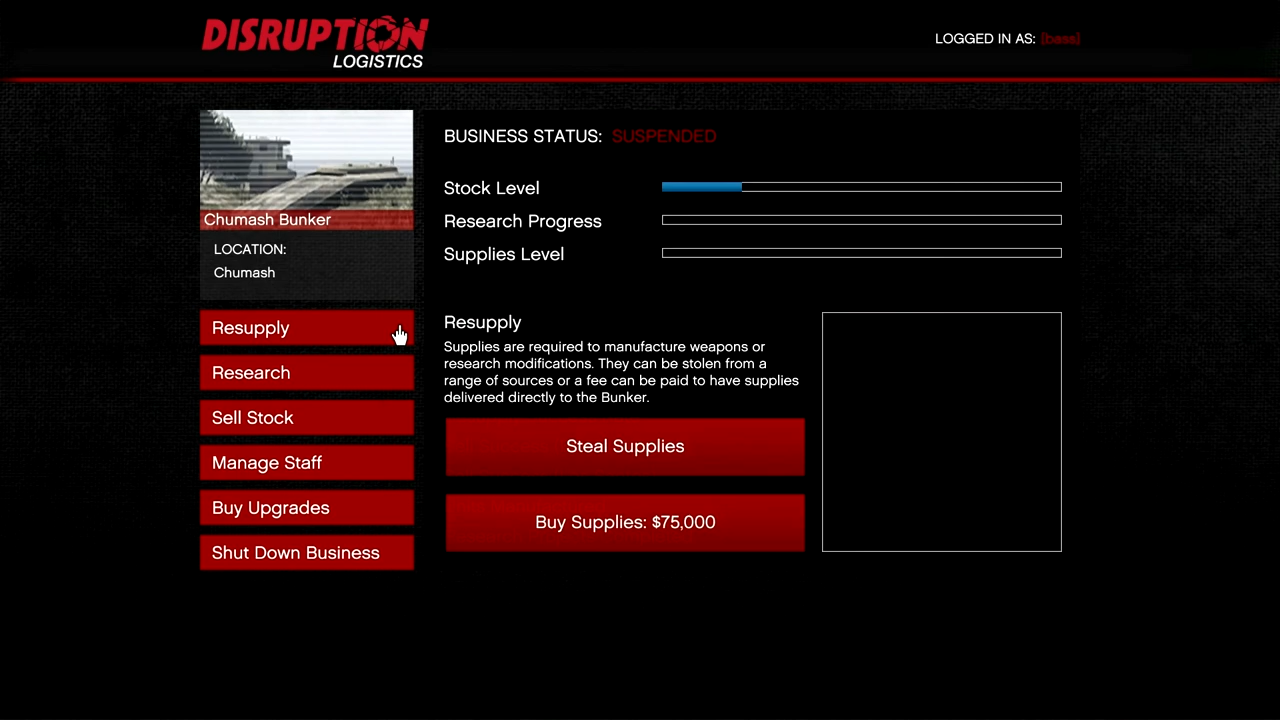 DISRUPTION
LOGISTICS
LOGGED IN AS: [bass]
Chumash Bunker
LOCATION:
Chumash
Resupply
Research
Sell Stock
Manage Staff
Buy Upgrades
Shut Down Business
BUSINESS STATUS: SUSPENDED
Stock Level
Research Progress
Supplies Level
Resupply
Supplies are required to manufacture weapons or
research modifications. They can be stolen from a
range of sources or a fee can be paid to have supplies
delivered directly to the Bunker.
Steal Supplies
Buy Supplies: $75,000